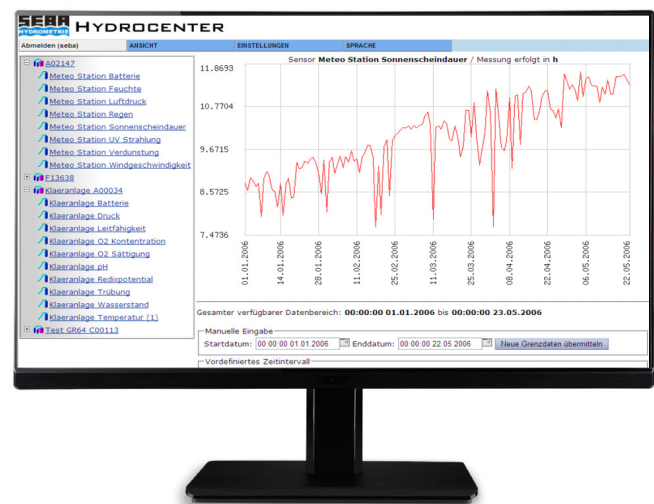 SEBA
HYDROMETRIE
HYDROCENTER
Abmelden (seba) ANSICHT EINSTELLUNGEN SPRACHE
A02147
Meteo Station Batterie
Meteo Station Feuchte
Meteo Station Luftdruck
Meteo Station Regen
Meteo Station Sonnenscheindauer
Meteo Station UV Strahlung
Meteo Station Verdunstung
Meteo Station Windgeschwindigkeit
F13638
Klaeranlage A00034
Klaeranlage Batterie
Klaeranlage Druck
Klaeranlage Leitfähigkeit
Klaeranlage O2 Kontentration
Klaeranlage O2 Sättigung
Klaeranlage pH
Klaeranlage Redixpotential
Klaeranlage Trübung
Klaeranlage Wasserstand
Klaeranlage Temperatur (1)
Test GR64 C00113
Sensor Meteo Station Sonnenscheindauer / Messung erfolgt in h
11.8693
10.7704
9.6715
8.5725
7.4736
01.01.2006
14.01.2006
28.01.2006
11.02.2006
25.02.2006
11.03.2006
25.03.2006
08.04.2006
22.04.2006
06.05.2006
22.05.2006
Gesamter verfügbarer Datenbereich: 00:00:00 01.01.2006 bis 00:00:00 23.05.2006
Manuelle Eingabe
Startdatum: 00:00:00 01.01.2006 Enddatum: 00:00:00 22.05.2006 Neue Grenzdaten übermitteln
Vordefiniertes Zeitintervall